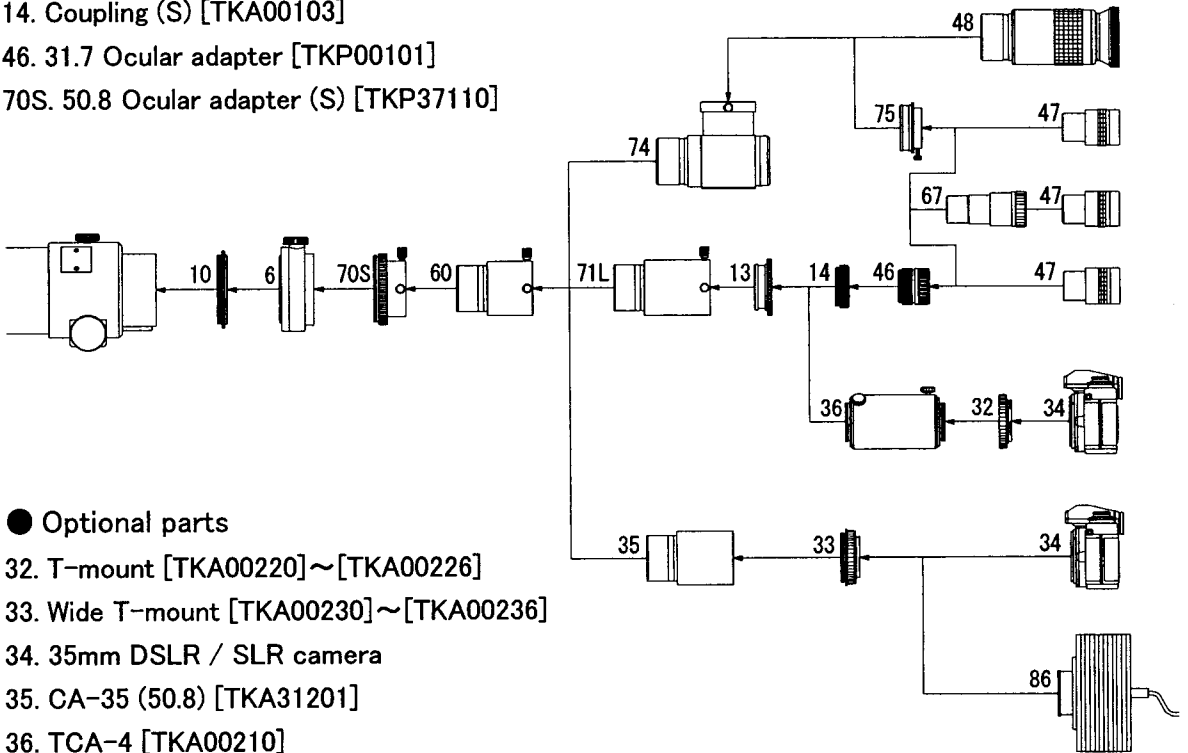 14. Coupling (S) [TKA00103]
46. 31.7 Ocular adapter [TKP00101]
70S. 50.8 Ocular adapter (S) [TKP37110]
48
75
47
74
67
47
10
6
70S
60
71L
13
14
46
47
36
32
34
● Optional parts
32. T-mount [TKA00220]~[TKA00226]
33. Wide T-mount [TKA00230]~[TKA00236]
34. 35mm DSLR / SLR camera
35. CA-35 (50.8) [TKA31201]
36. TCA-4 [TKA00210]
35
33
34
86